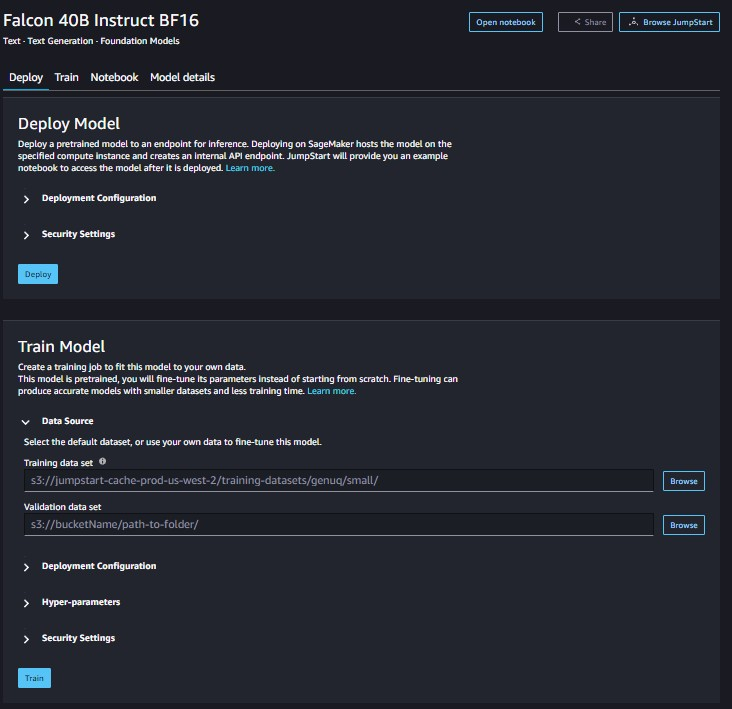 Falcon 40B Instruct BF16
Open notebook
Share
Browse JumpStart
Text · Text Generation · Foundation Models
Deploy Train Notebook Model details
Deploy Model
Deploy a pretrained model to an endpoint for inference. Deploying on SageMaker hosts the model on the
specified compute instance and creates an internal API endpoint. JumpStart will provide you an example
notebook to access the model after it is deployed. Learn more.
Deployment Configuration
Security Settings
Deploy
Train Model
Create a training job to fit this model to your own data.
This model is pretrained, you will fine-tune its parameters instead of starting from scratch. Fine-tuning can
produce accurate models with smaller datasets and less training time. Learn more.
Data Source
Select the default dataset, or use your own data to fine-tune this model.
Training data set
s3://jumpstart-cache-prod-us-west-2/training-datasets/genuq/small/
Browse
Validation data set
s3://bucketName/path-to-folder/
Browse
Deployment Configuration
Hyper-parameters
Security Settings
Train